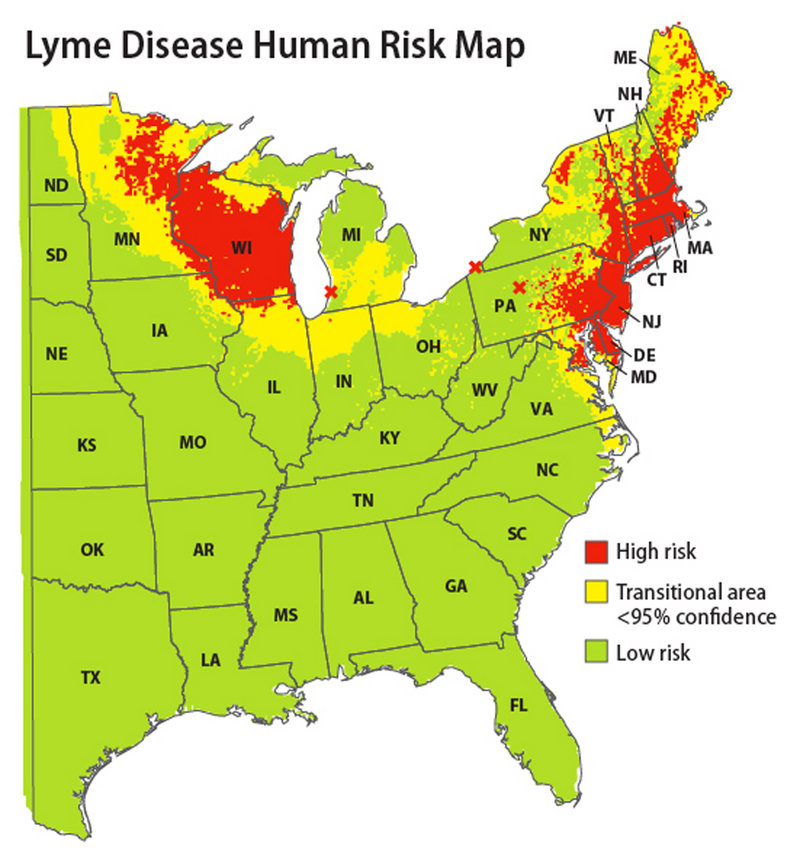 Lyme Disease Human Risk Map
ME
NH
VT
ND
MN
WI
MI
NY
MA
RI
CT
SD
PA
NJ
IA
OH
DE
MD
NE
IL
IN
WV
VA
KS
MO
KY
NC
TN
OK
AR
SC
MS
AL
GA
TX
LA
FL
High risk
Transitional area
<95% confidence
Low risk